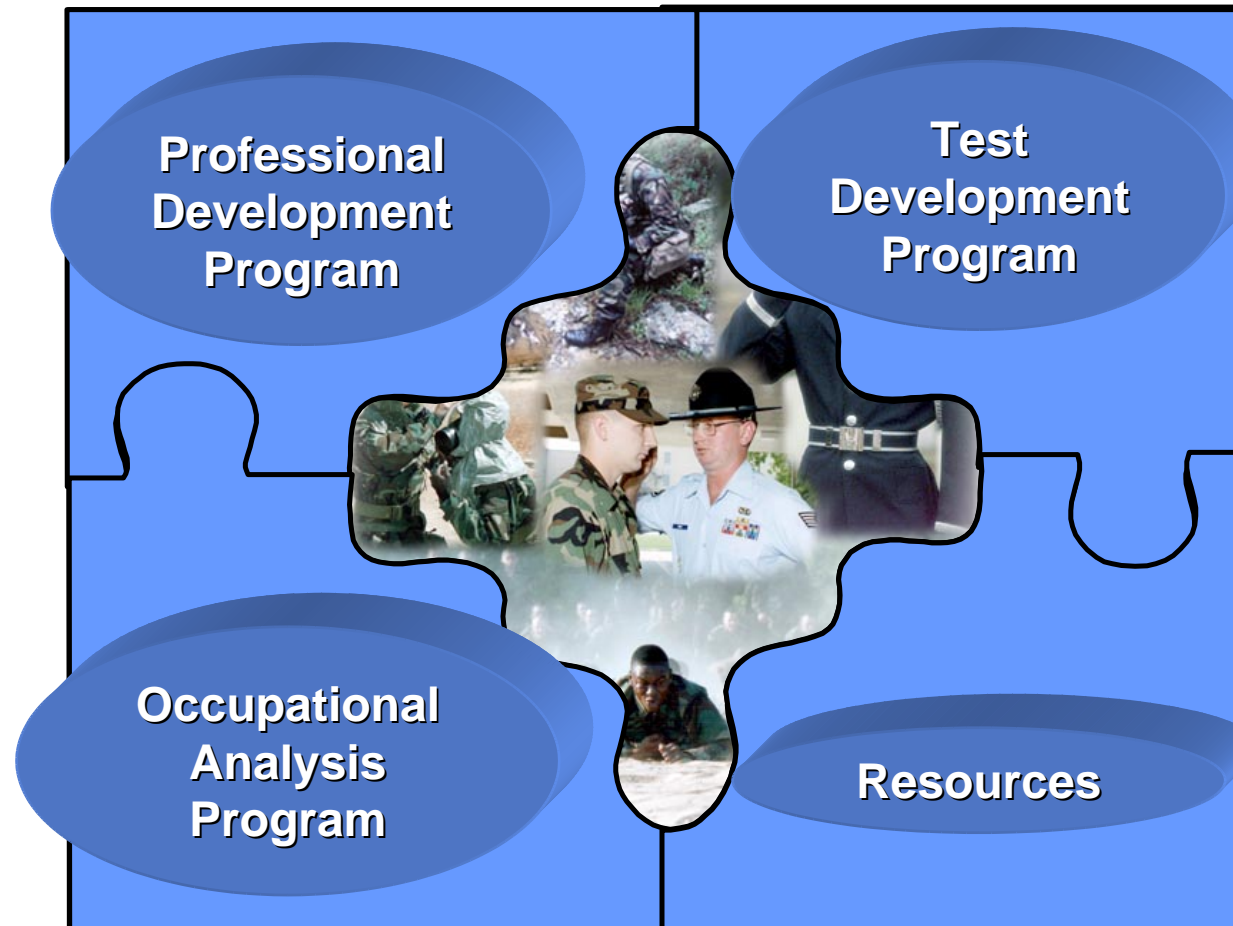 Professional
Development
Program
Test
Development
Program
Occupational
Analysis
Program
Resources